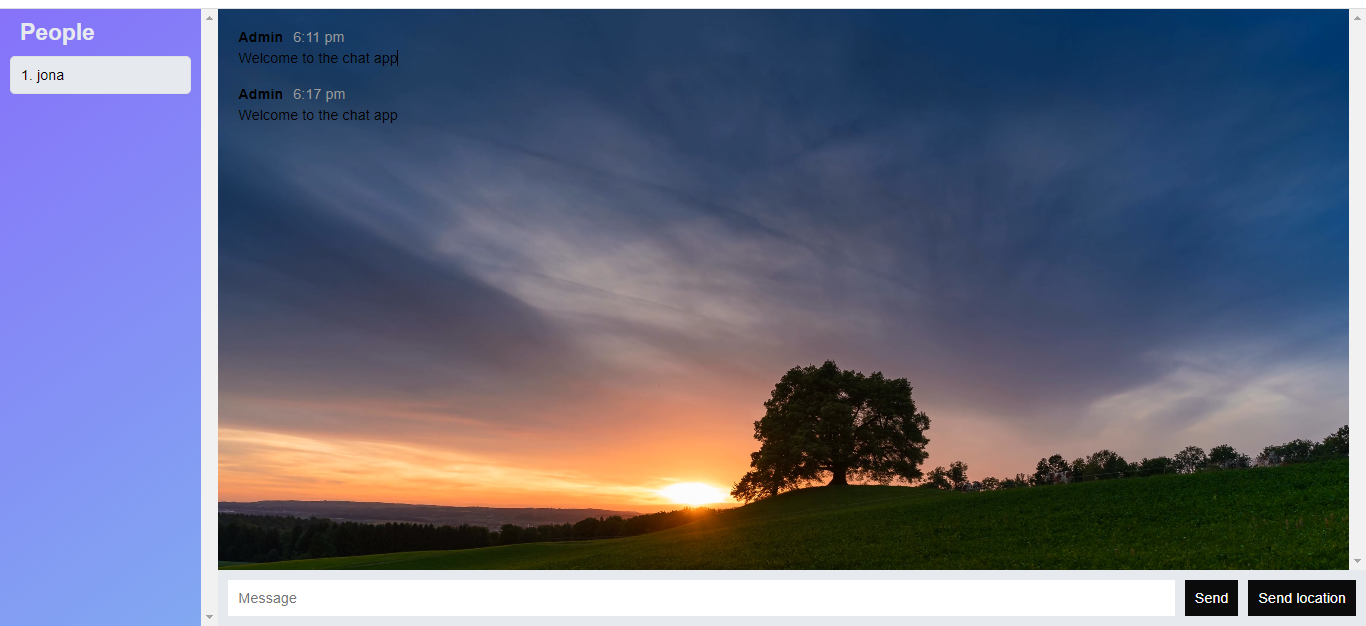 People
1. jona
Admin 6:11 pm
Welcome to the chat app
Admin 6:17 pm
Welcome to the chat app
Message
Send
Send location